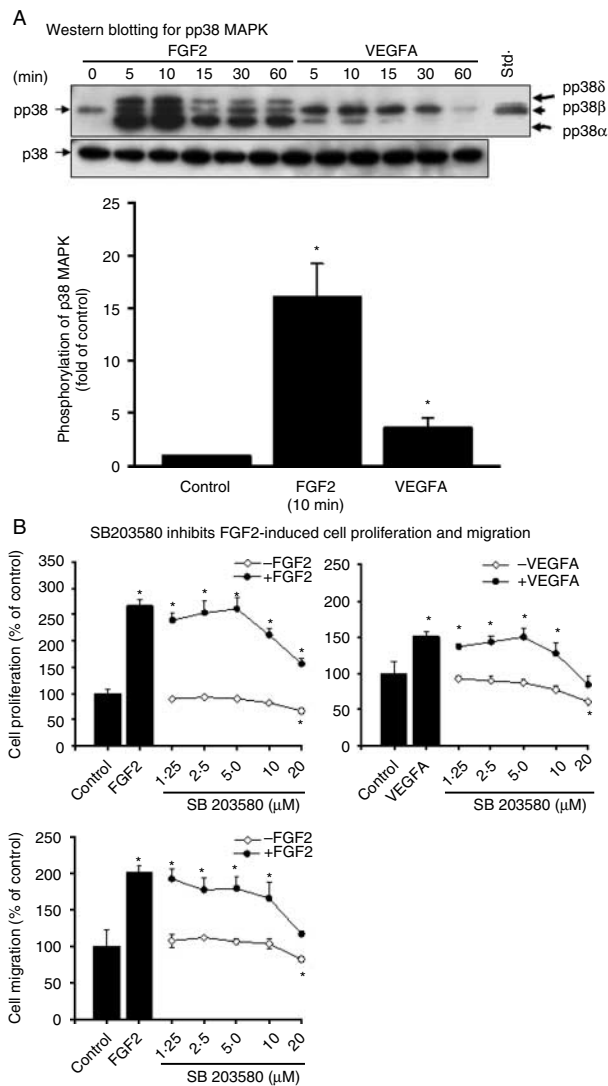 A
Western blotting for pp38 MAPK
FGF2 VEGFA
(min) 0 5 10 15 30 60 5 10 15 30 60 Std·
pp38 pp38δ
pp38β
pp38α
p38
Phosphorylation of p38 MAPK
(fold of control)
25
20
15
10
5
0
*
*
Control FGF2 VEGFA
(10 min)
B
SB203580 inhibits FGF2-induced cell proliferation and migration
Cell proliferation (% of control)
350
300
250
200
150
100
50
0
–FGF2
+FGF2
* * * * * *
*
Control FGF2 1·25 2·5 5·0 10 20
SB 203580 (μM)
200
150
100
50
0
–VEGFA
+VEGFA
* * * * *
*
Control VEGFA 1·25 2·5 5·0 10 20
SB 203580 (μM)
Cell migration (% of control)
250
200
150
100
50
0
–FGF2
+FGF2
* * * * *
*
Control FGF2 1·25 2·5 5·0 10 20
SB 203580 (μM)